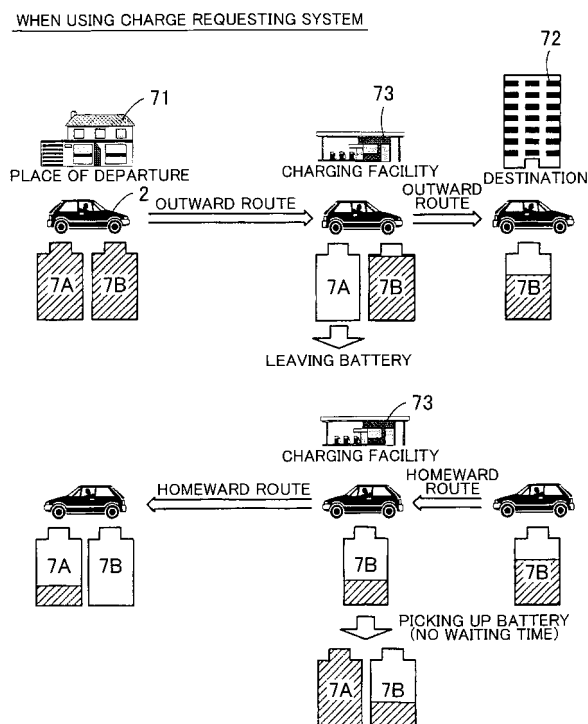 WHEN USING CHARGE REQUESTING SYSTEM
71
73
72
PLACE OF DEPARTURE
CHARGING FACILITY
DESTINATION
2
OUTWARD ROUTE
OUTWARD
ROUTE
7A
7B
7A
7B
7B
LEAVING BATTERY
73
CHARGING FACILITY
HOMEWARD ROUTE
HOMEWARD
ROUTE
7A
7B
7B
7B
PICKING UP BATTERY
(NO WAITING TIME)
7A
7B